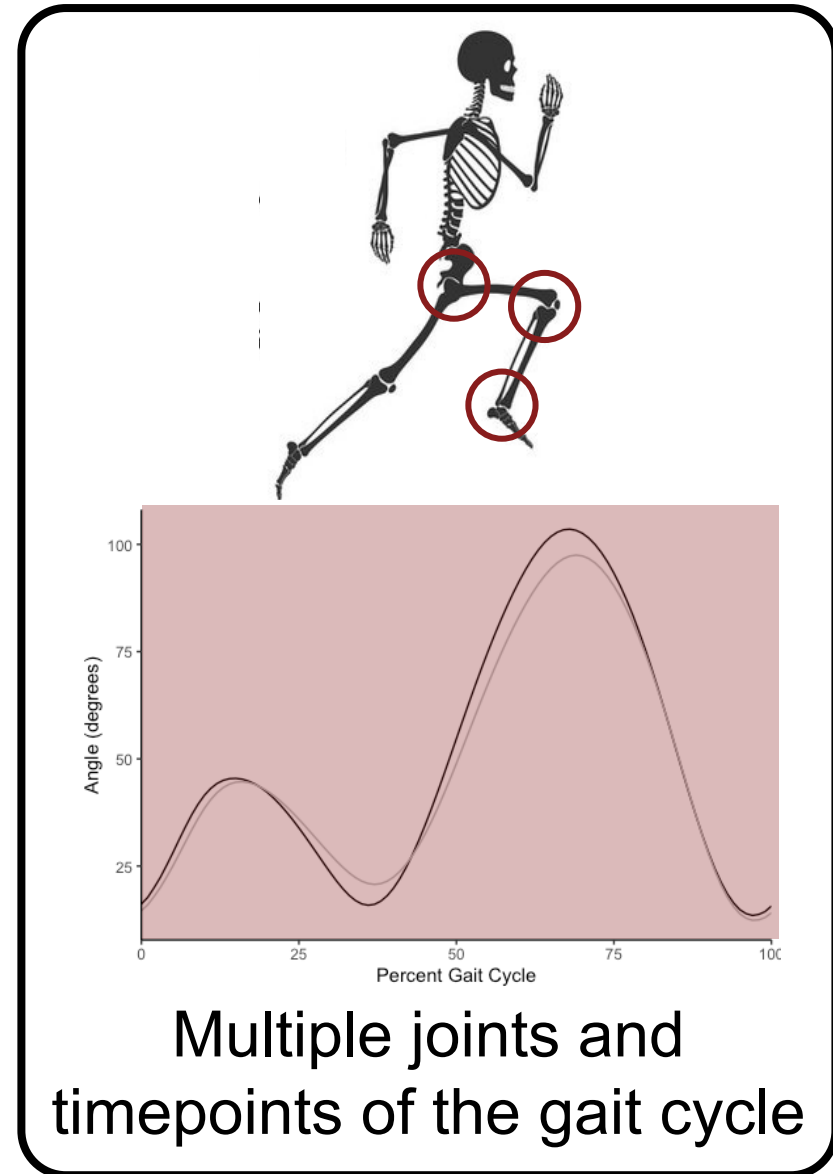 100
75
50
25
Angle (degrees)
0 25 50 75 100
Percent Gait Cycle
Multiple joints and
timepoints of the gait cycle